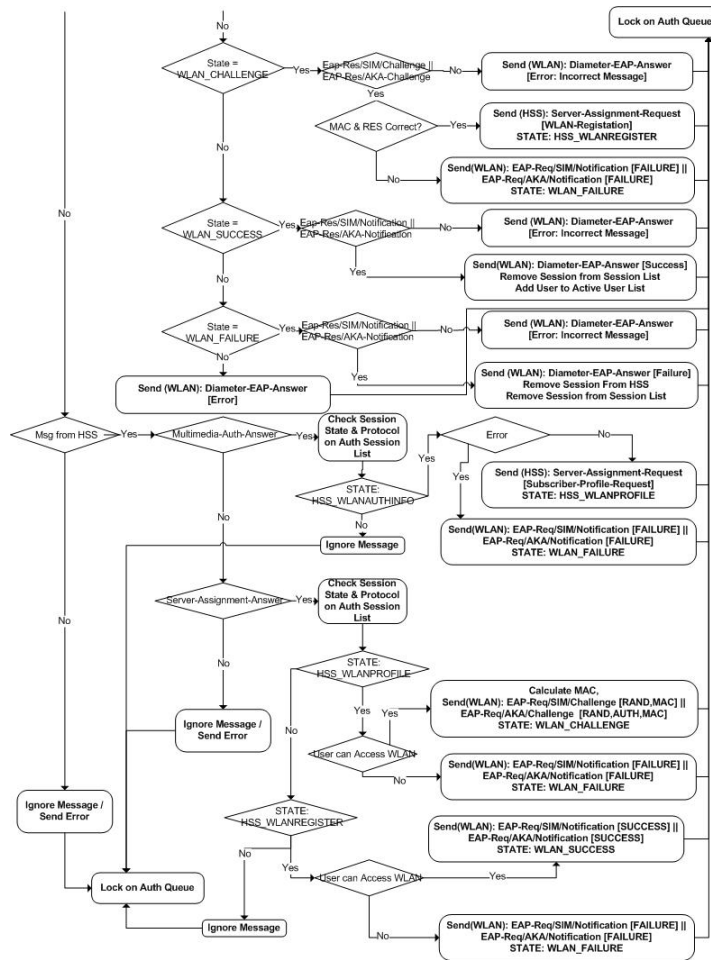 No
No
Lock on Auth Queue
State =
WLAN_CHALLENGE
Yes
Eap-Res/SIM/Challenge ||
EAP-Res/AKA-Challenge
No
Send (WLAN): Diameter-EAP-Answer
[Error: Incorrect Message]
Yes
MAC & RES Correct?
Yes
Send (HSS): Server-Assignment-Request
[WLAN-Registation]
STATE: HSS_WLANREGISTER
No
No
Send(WLAN): EAP-Req/SIM/Notification [FAILURE] ||
EAP-Req/AKA/Notification [FAILURE]
STATE: WLAN_FAILURE
No
State =
WLAN_SUCCESS
Yes
Eap-Res/SIM/Notification ||
EAP-Res/AKA-Notification
No
Send (WLAN): Diameter-EAP-Answer
[Error: Incorrect Message]
Yes
Send(WLAN): Diameter-EAP-Answer [Success]
Remove Session from Session List
Add User to Active User List
No
State =
WLAN_FAILURE
Yes
Eap-Res/SIM/Notification ||
EAP-Res/AKA-Notification
No
Send (WLAN): Diameter-EAP-Answer
[Error: Incorrect Message]
No
Yes
Send (WLAN): Diameter-EAP-Answer
[Error]
Send (WLAN): Diameter-EAP-Answer [Failure]
Remove Session From HSS
Remove Session from Session List
Msg from HSS
Yes
Multimedia-Auth-Answer
Yes
Check Session
State & Protocol
on Auth Session
List
Error
No
Yes
Yes
Send (HSS): Server-Assignment-Request
[Subscriber-Profile-Request]
STATE: HSS_WLANPROFILE
STATE:
HSS_WLANAUTHINFO
No
No
Ignore Message
Send(WLAN): EAP-Req/SIM/Notification [FAILURE] ||
EAP-Req/AKA/Notification [FAILURE]
STATE: WLAN_FAILURE
Server-Assignment-Answer
Yes
Check Session
State & Protocol
on Auth Session
List
No
No
STATE:
HSS_WLANPROFILE
Yes
Yes
Calculate MAC,
Send(WLAN): EAP-Req/SIM/Challenge [RAND,MAC] ||
EAP-Req/AKA/Challenge  [RAND,AUTH,MAC]
STATE: WLAN_CHALLENGE
Ignore Message /
Send Error
No
User can Access WLAN
No
Send(WLAN): EAP-Req/SIM/Notification [FAILURE] ||
EAP-Req/AKA/Notification [FAILURE]
STATE: WLAN_FAILURE
Ignore Message /
Send Error
STATE:
HSS_WLANREGISTER
Send(WLAN): EAP-Req/SIM/Notification [SUCCESS] ||
EAP-Req/AKA/Notification [SUCCESS]
STATE: WLAN_SUCCESS
No
Yes
User can Access WLAN
Yes
Lock on Auth Queue
Ignore Message
No
Send(WLAN): EAP-Req/SIM/Notification [FAILURE] ||
EAP-Req/AKA/Notification [FAILURE]
STATE: WLAN_FAILURE